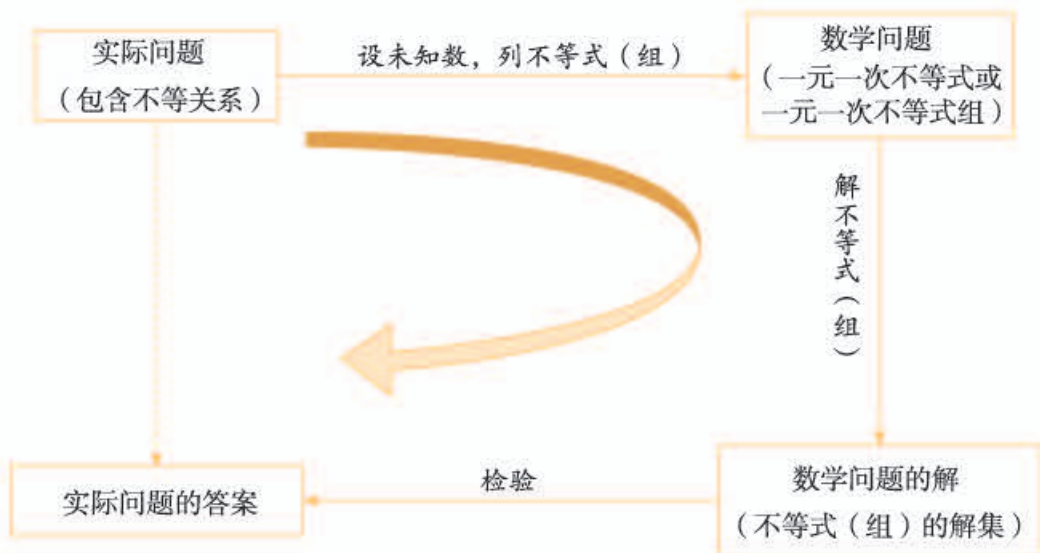 实际问题
（包含不等关系）
设未知数，列不等式（组）
数学问题
（一元一次不等式或
一元一次不等式组）
解不等式（组）
数学问题的解
（不等式（组）的解集）
检验
实际问题的答案